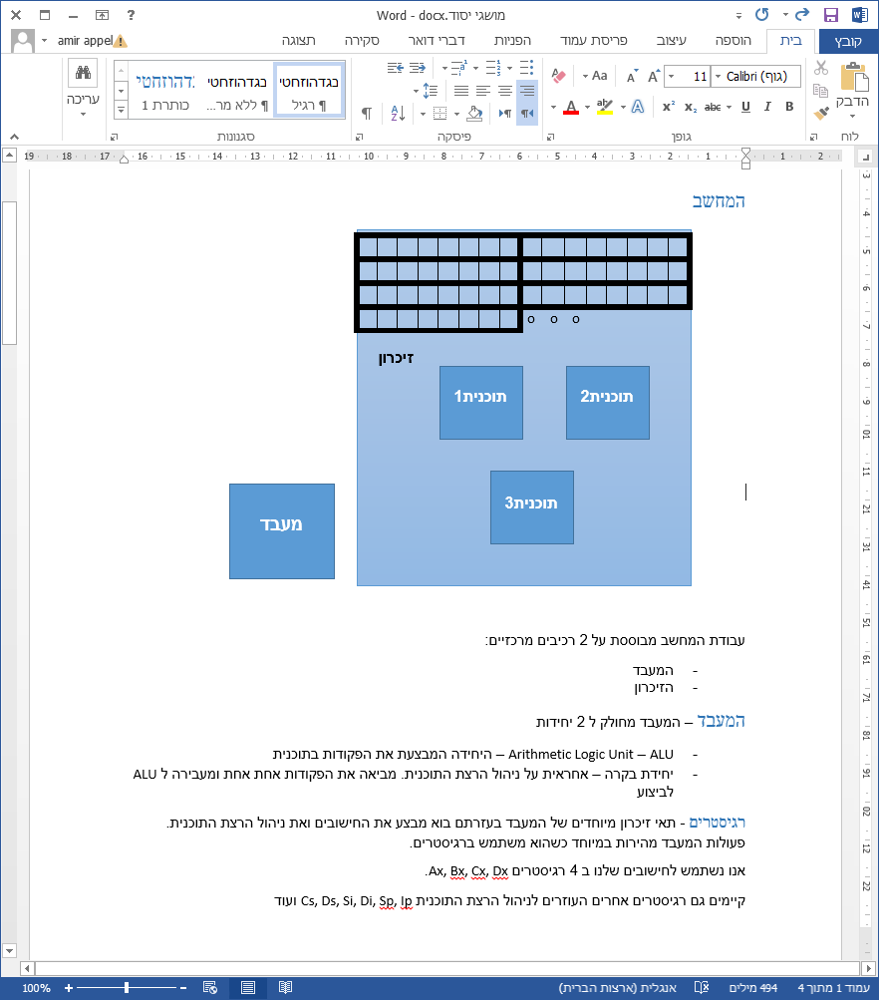 מושגי יסוד.docx - Word
קובץ
בית
הוספה
עיצוב
פריסת עמוד
הפניות
דברי דואר
סקירה
תצוגה
amir appel
הדבק
לוח
Calibri (גוף)
11
גופן
פיסקה
אבגדהוזחטי
¶ רגיל
אבגדהוזחטי
¶ ללא מר...
כותרת 1
סגנונות
עריכה
המחשב
o o o
זיכרון
תוכנית1
תוכנית2
תוכנית3
מעבד
עבודת המחשב מבוססת על 2 רכיבים מרכזיים:
- המעבד
- הזיכרון
המעבד – המעבד מחולק ל 2 יחידות
- Arithmetic Logic Unit – ALU – היחידה המבצעת את הפקודות בתוכנית
- יחידת בקרה – אחראית על ניהול הרצת התוכנית. מביאה את הפקודות אחת אחת ומעבירה ל ALU
לביצוע
רגיסטרים - תאי זיכרון מיוחדים של המעבד בעזרתם בוא מבצע את החישובים ואת ניהול הרצת התוכנית.
פעולות המעבד מהירות במיוחד כשהוא משתמש ברגיסטרים.
אנו נשתמש לחישובים שלנו ב 4 רגיסטרים Ax, Bx, Cx, Dx.
קיימים גם רגיסטרים אחרים העוזרים לניהול הרצת התוכנית Cs, Ds, Si, Di, Sp, Ip ועוד
עמוד 1 מתוך 4
494 מילים
אנגלית (ארצות הברית)
100%